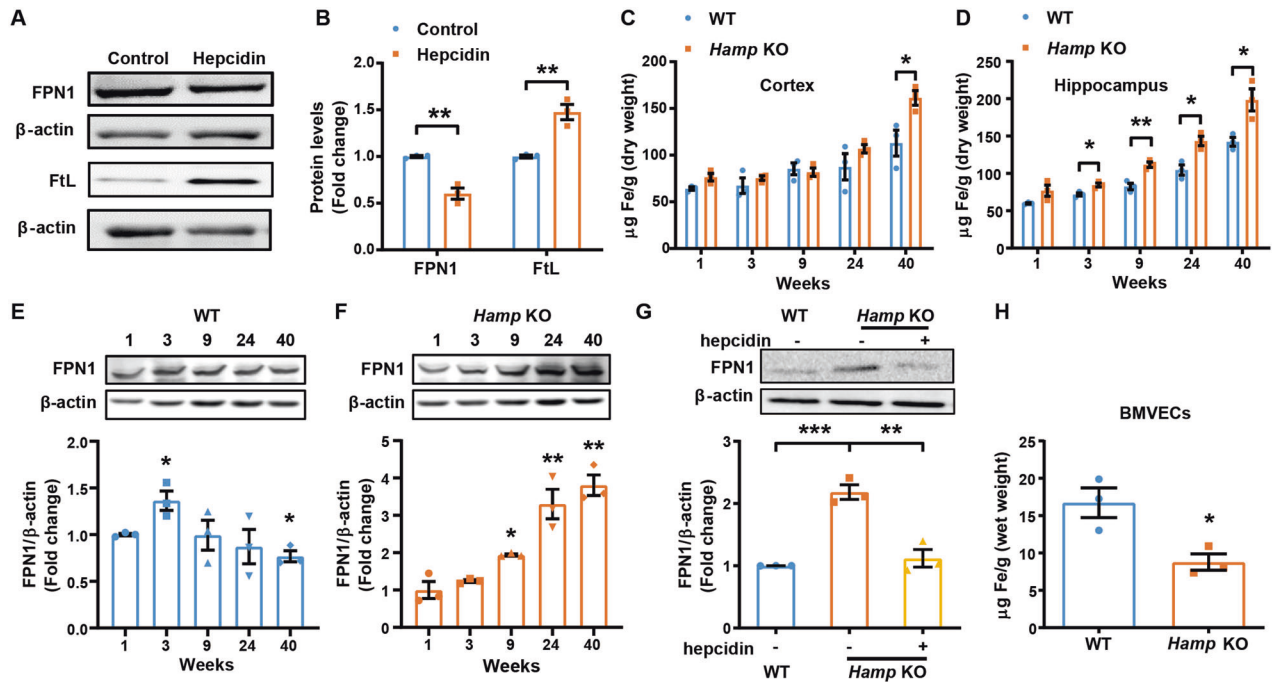 A
Control Hepcidin
FPN1
β-actin
FtL
β-actin
B
Control
Hepcidin
Protein levels
(Fold change)
2.0
1.5
1.0
0.5
0.0
**
**
FPN1 FtL
C
WT
Hamp KO
Cortex
µg Fe/g (dry weight)
200
150
100
50
0
*
1 3 9 24 40
Weeks
D
WT
Hamp KO
Hippocampus
µg Fe/g (dry weight)
250
200
150
100
50
0
*
**
*
*
1 3 9 24 40
Weeks
E
WT
1 3 9 24 40
FPN1
β-actin
FPN1/β-actin
(Fold change)
2.0
1.5
1.0
0.5
0.0
*
*
1 3 9 24 40
Weeks
F
Hamp KO
1 3 9 24 40
FPN1
β-actin
FPN1/β-actin
(Fold change)
5
4
3
2
1
0
*
**
**
1 3 9 24 40
Weeks
G
WT Hamp KO
hepcidin - - +
FPN1
β-actin
FPN1/β-actin
(Fold change)
3
2
1
0
*** **
hepcidin - - +
WT Hamp KO
H
BMVECs
µg Fe/g (wet weight)
25
20
15
10
5
0
*
WT Hamp KO